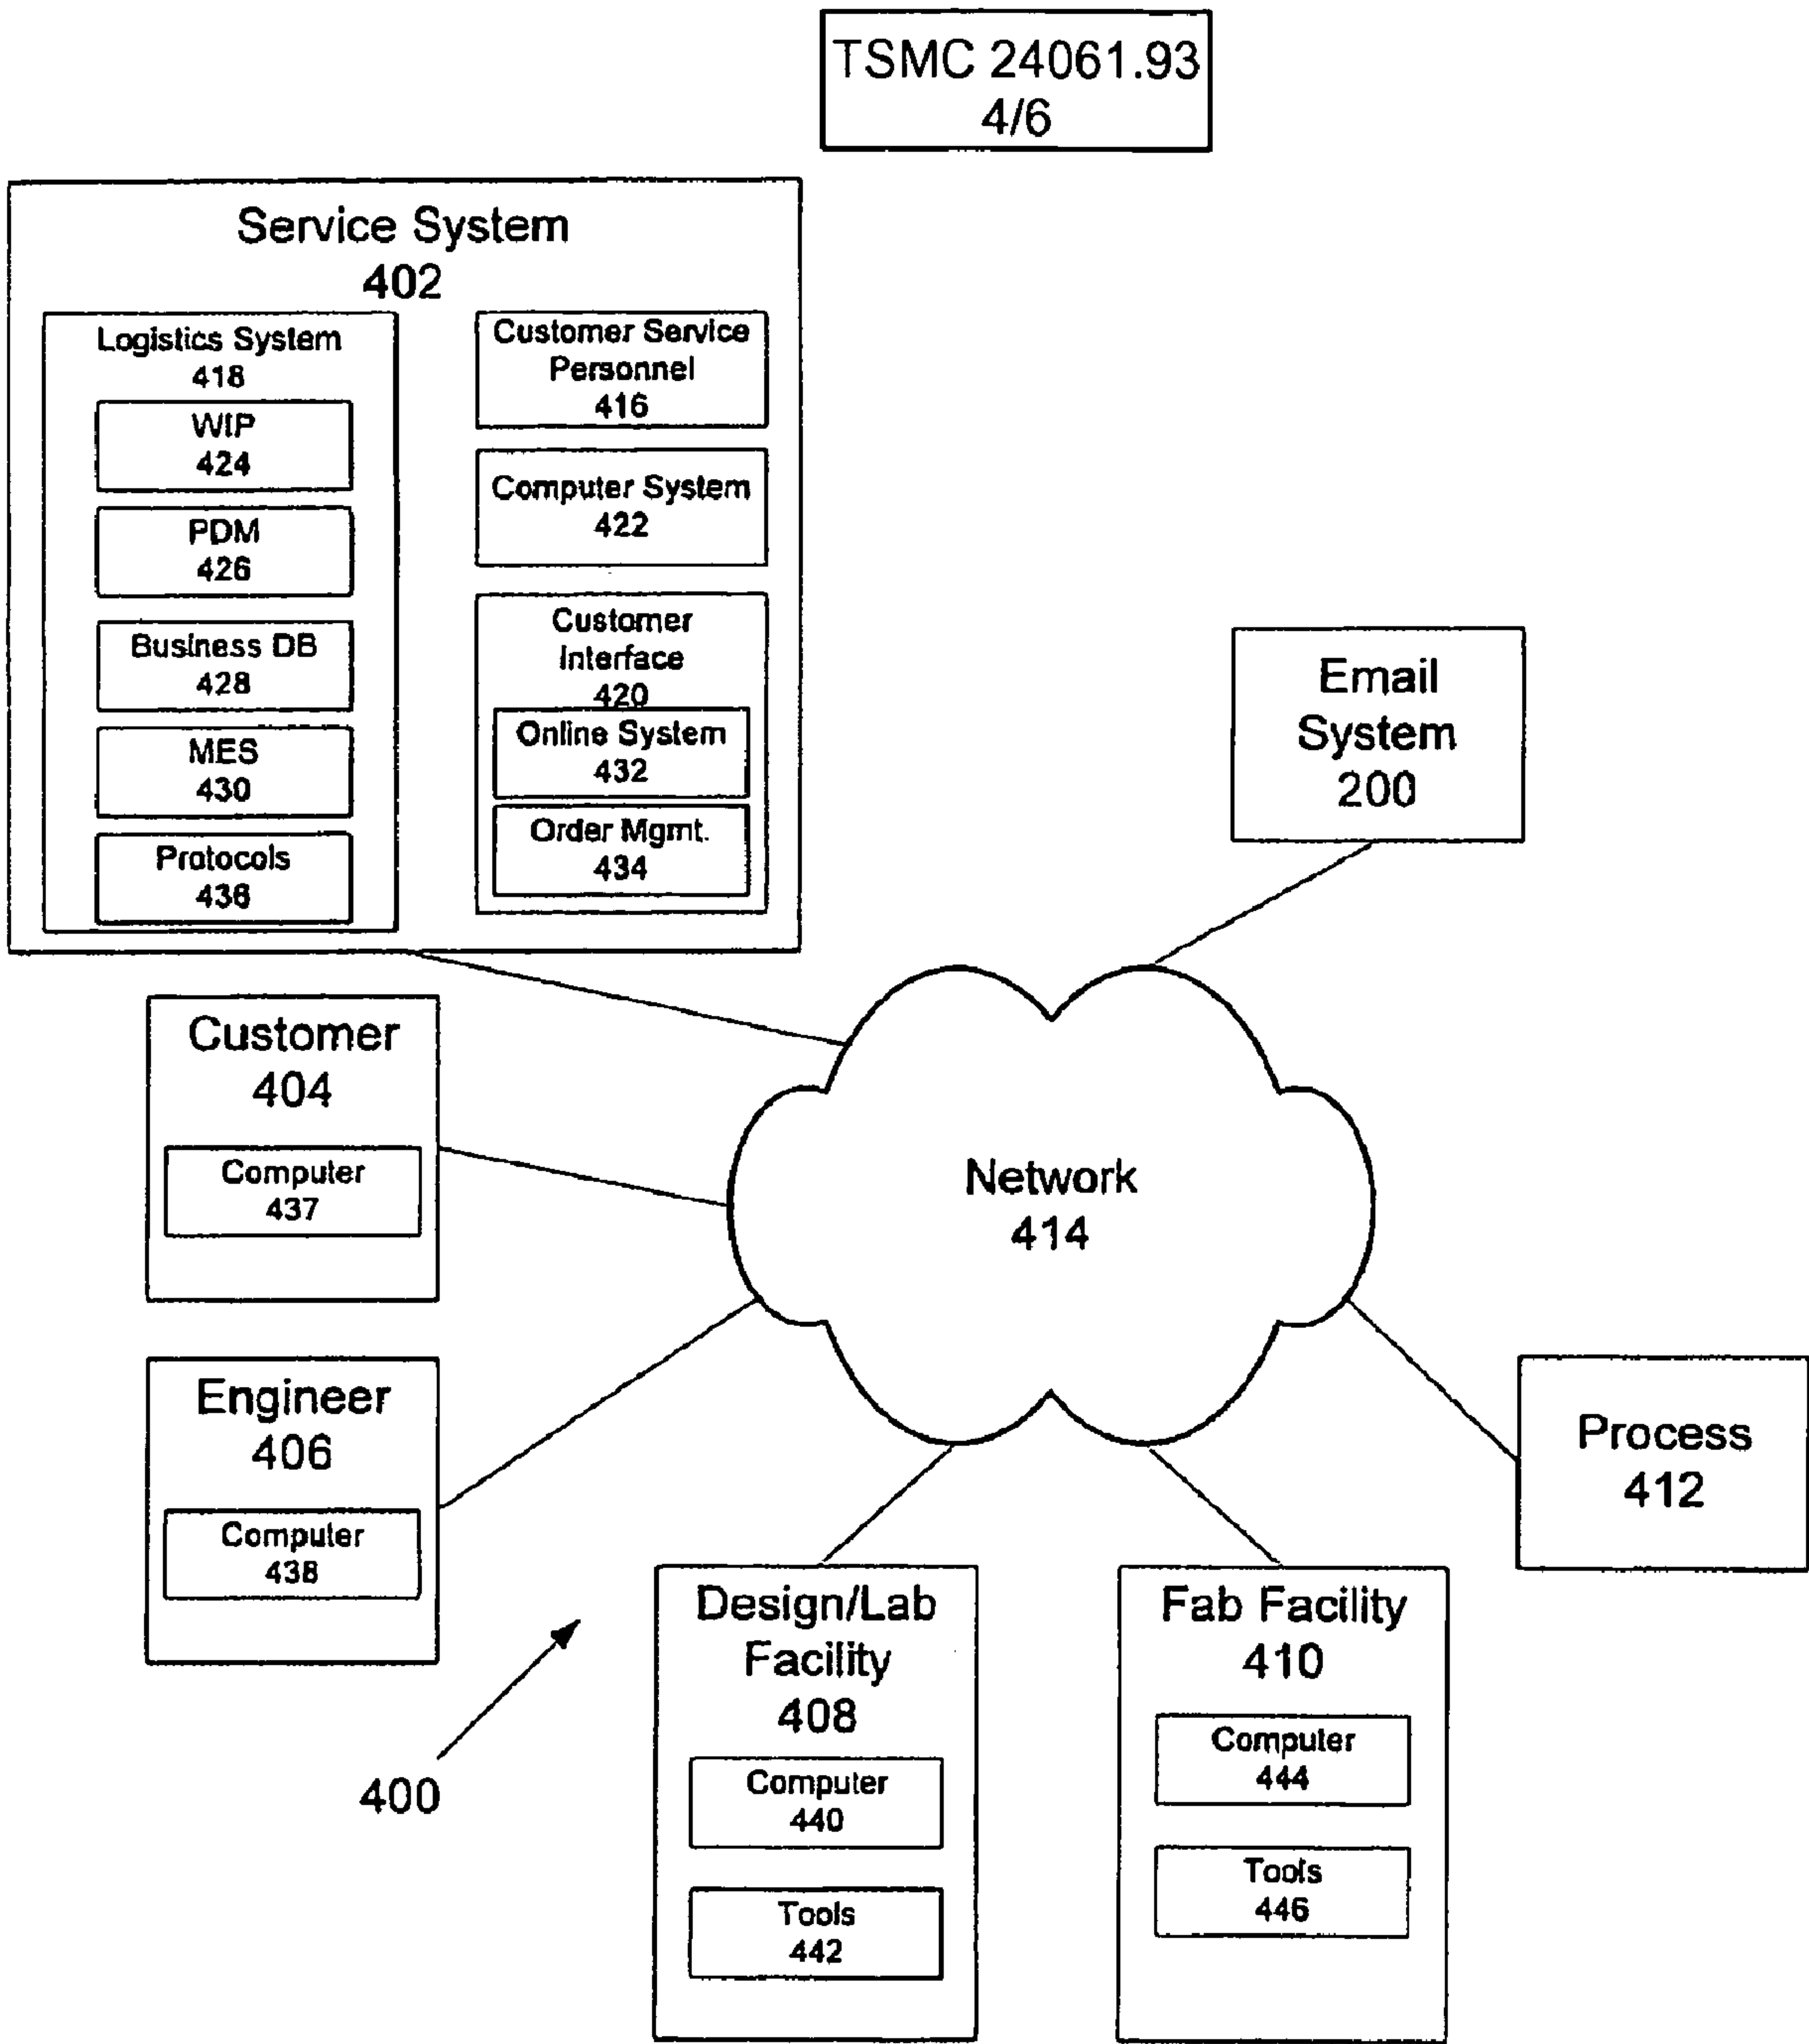 TSMC 24061.93
4/6
Service System
402
Logistics System
418
WIP
424
PDM
426
Business DB
428
MES
430
Protocols
436
Customer Service
Personnel
416
Computer System
422
Customer
Interface
420
Online System
432
Order Mgmt.
434
Email
System
200
Customer
404
Computer
437
Network
414
Engineer
406
Computer
438
Process
412
Design/Lab
Facility
408
Computer
440
Tools
442
Fab Facility
410
Computer
444
Tools
446
400